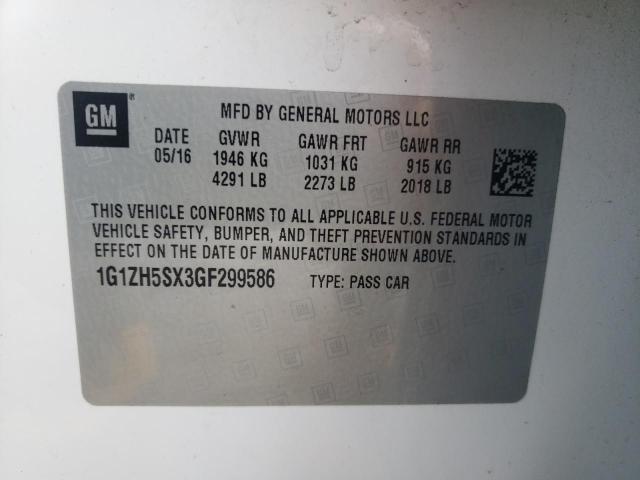 GM ®
MFD BY GENERAL MOTORS LLC
DATE GVWR GAWR FRT GAWR RR
05/16 1946 KG 1031 KG 915 KG
4291 LB 2273 LB 2018 LB
THIS VEHICLE CONFORMS TO ALL APPLICABLE U.S. FEDERAL MOTOR
VEHICLE SAFETY, BUMPER, AND THEFT PREVENTION STANDARDS IN
EFFECT ON THE DATE OF MANUFACTURE SHOWN ABOVE.
1G1ZH5SX3GF299586 TYPE: PASS CAR